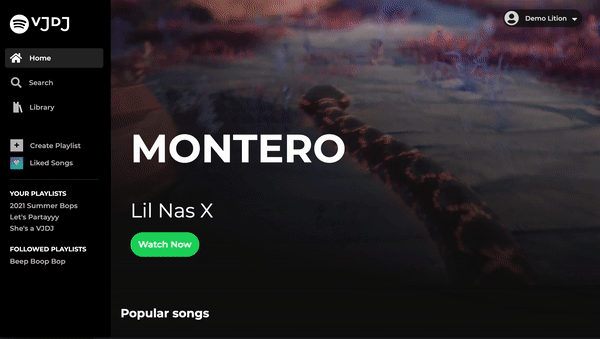 VJDJ
Home
Search
Library
Create Playlist
Liked Songs
YOUR PLAYLISTS
2021 Summer Bops
Let's Partayyy
She's a VJDJ
FOLLOWED PLAYLISTS
Beep Boop Bop
Demo Lition
MONTERO
Lil Nas X
Watch Now
Popular songs